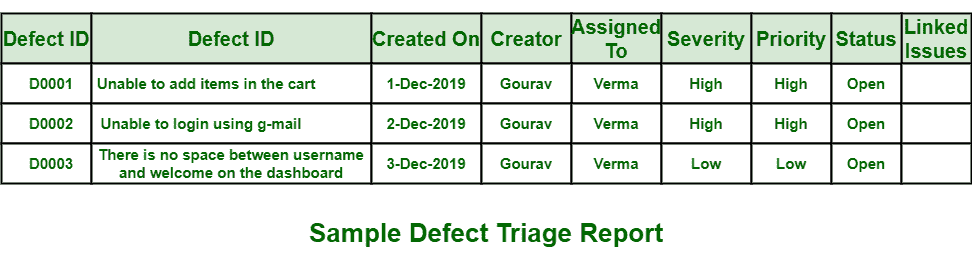 Defect ID Defect ID Created On Creator Assigned To Severity Priority Status Linked Issues
D0001 Unable to add items in the cart 1-Dec-2019 Gourav Verma High High Open
D0002 Unable to login using g-mail 2-Dec-2019 Gourav Verma High High Open
D0003 There is no space between username and welcome on the dashboard 3-Dec-2019 Gourav Verma Low Low Open
Sample Defect Triage Report